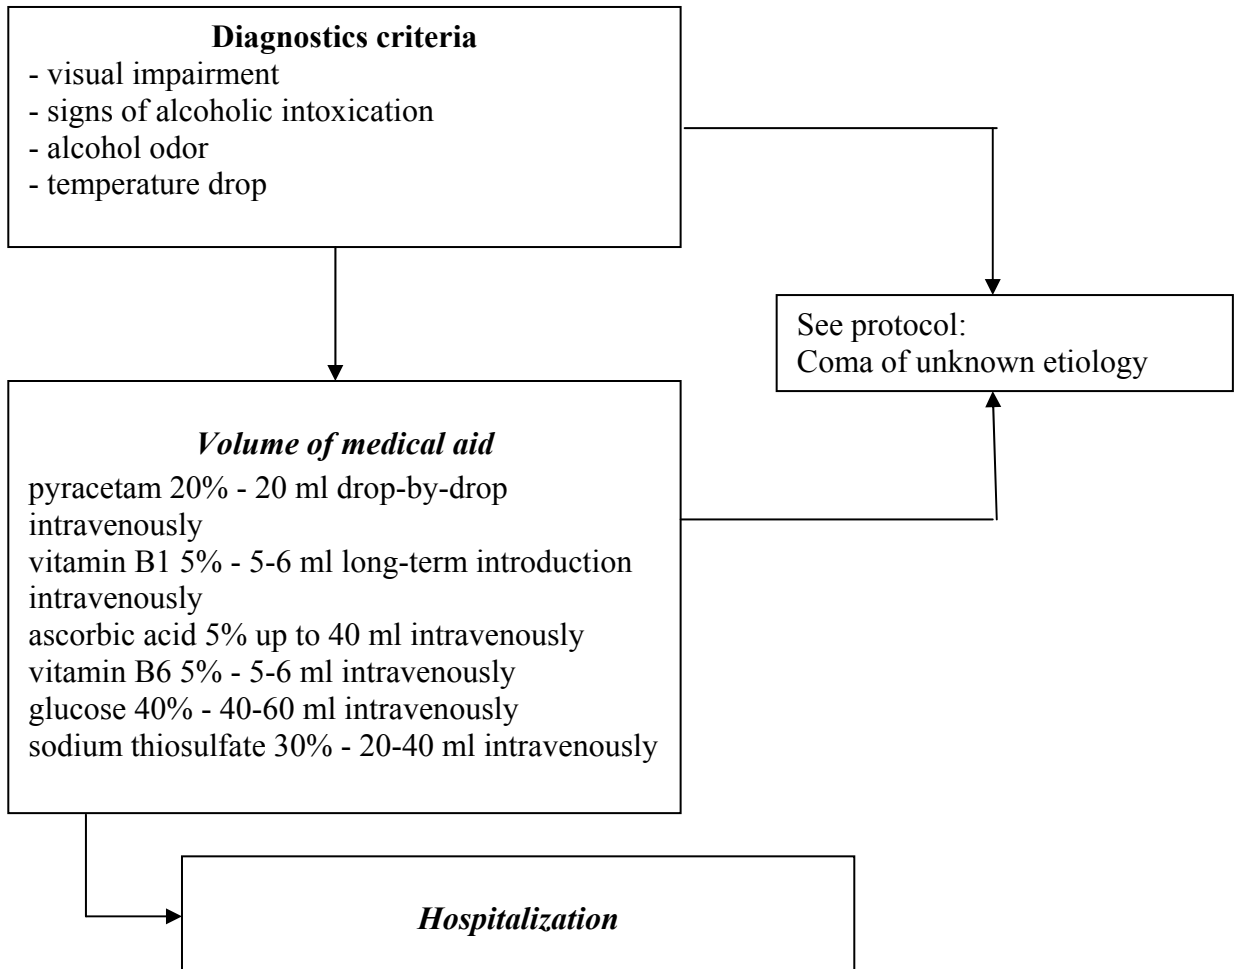 Diagnostics criteria
- visual impairment
- signs of alcoholic intoxication
- alcohol odor
- temperature drop
See protocol:
Coma of unknown etiology
Volume of medical aid
pyracetam 20% - 20 ml drop-by-drop
intravenously
vitamin B1 5% - 5-6 ml long-term introduction
intravenously
ascorbic acid 5% up to 40 ml intravenously
vitamin B6 5% - 5-6 ml intravenously
glucose 40% - 40-60 ml intravenously
sodium thiosulfate 30% - 20-40 ml intravenously
Hospitalization